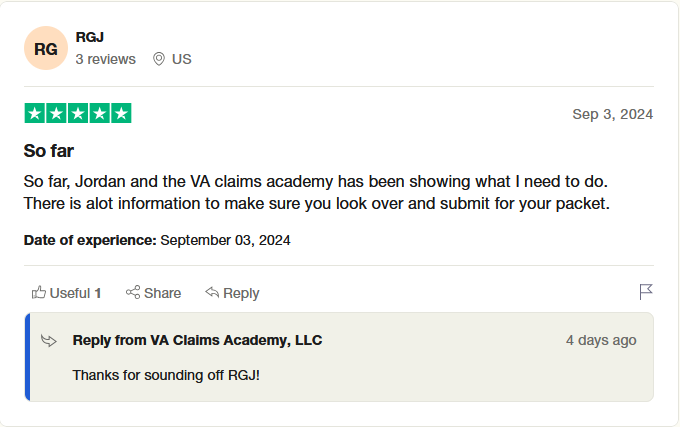 RG
RGJ
3 reviews US
Sep 3, 2024
So far
So far, Jordan and the VA claims academy has been showing what I need to do.
There is alot information to make sure you look over and submit for your packet.
Date of experience: September 03, 2024
Useful 1 Share Reply
Reply from VA Claims Academy, LLC 4 days ago
Thanks for sounding off RGJ!